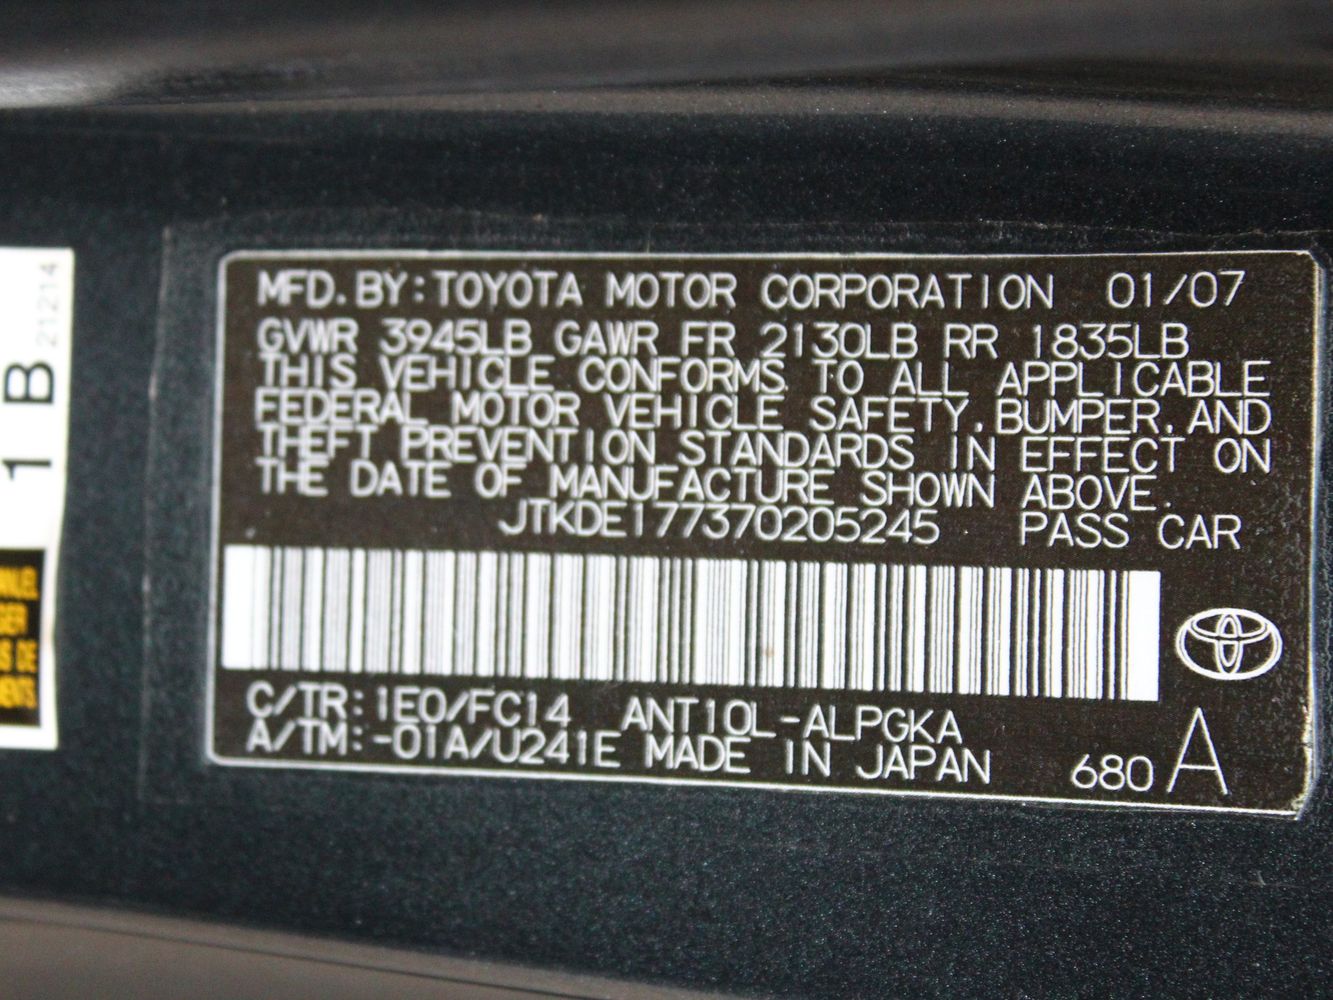 1 B 21214
MFD. BY: TOYOTA MOTOR CORPORATION 01/07
GVWR 3945LB GAWR FR 2130LB RR 1835LB
THIS VEHICLE CONFORMS TO ALL APPLICABLE
FEDERAL MOTOR VEHICLE SAFETY, BUMPER, AND
THEFT PREVENTION STANDARDS IN EFFECT ON
THE DATE OF MANUFACTURE SHOWN ABOVE.
JTKDE177370205245 PASS CAR
C/TR: 1E0/FC14 ANT10L-ALPGKA
A/TM: -01A/U241E MADE IN JAPAN
680 A